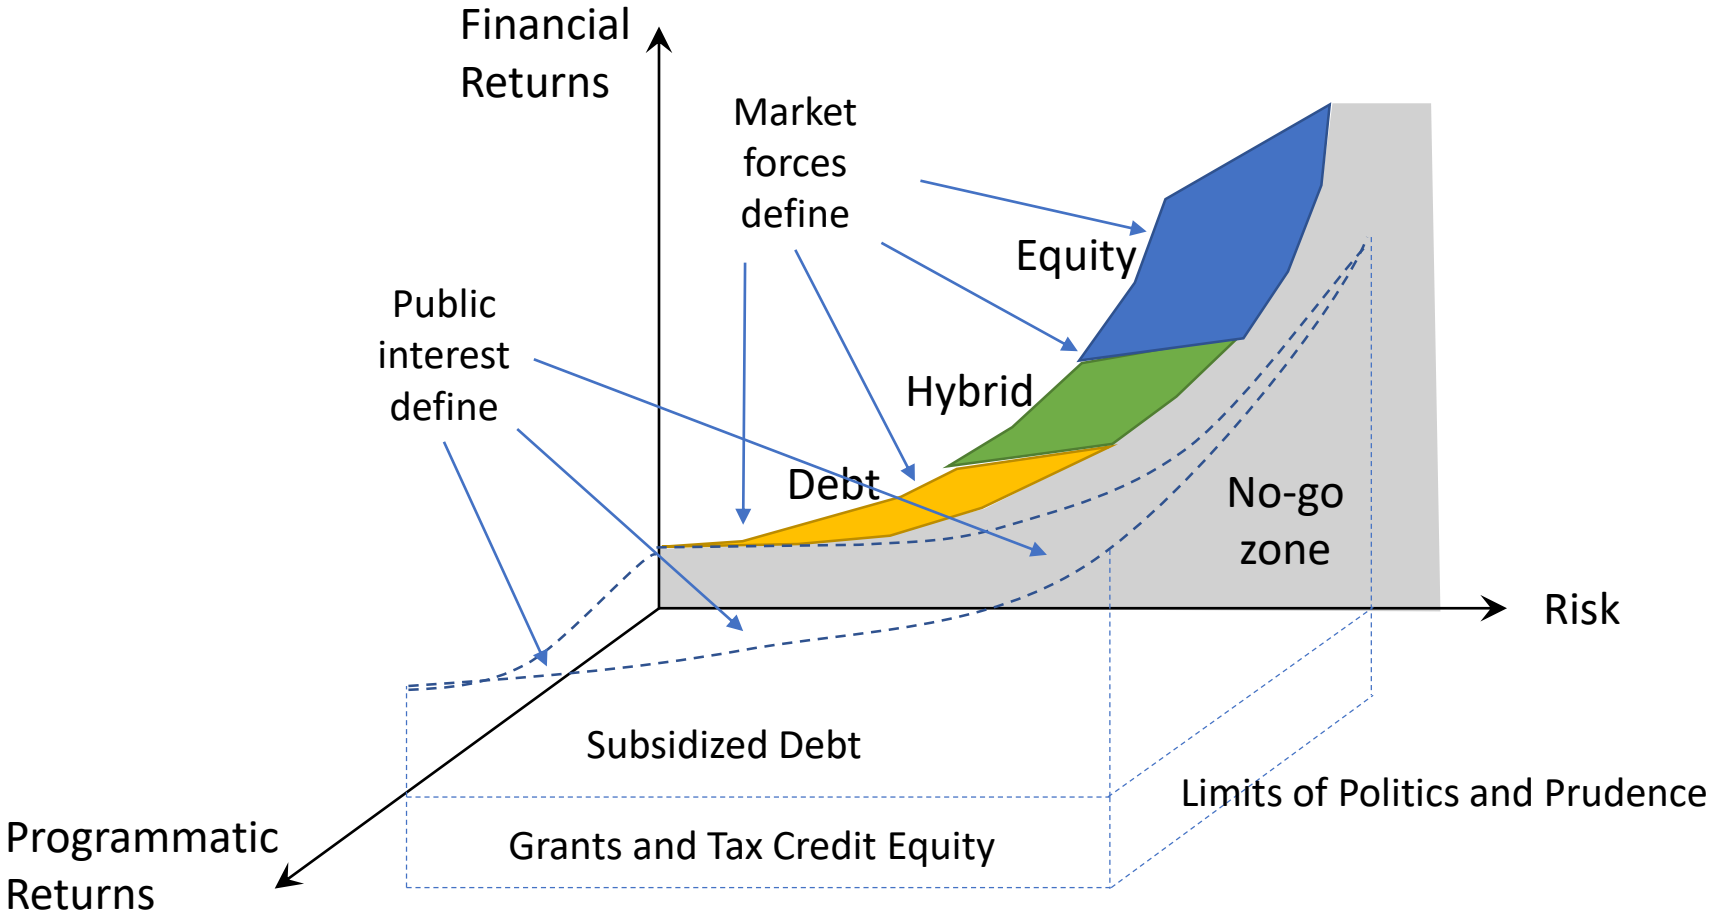 Financial
Returns
Market
forces
define
Equity
Public
interest
define
Hybrid
Debt
No-go
zone
Risk
Subsidized Debt
Limits of Politics and Prudence
Grants and Tax Credit Equity
Programmatic
Returns